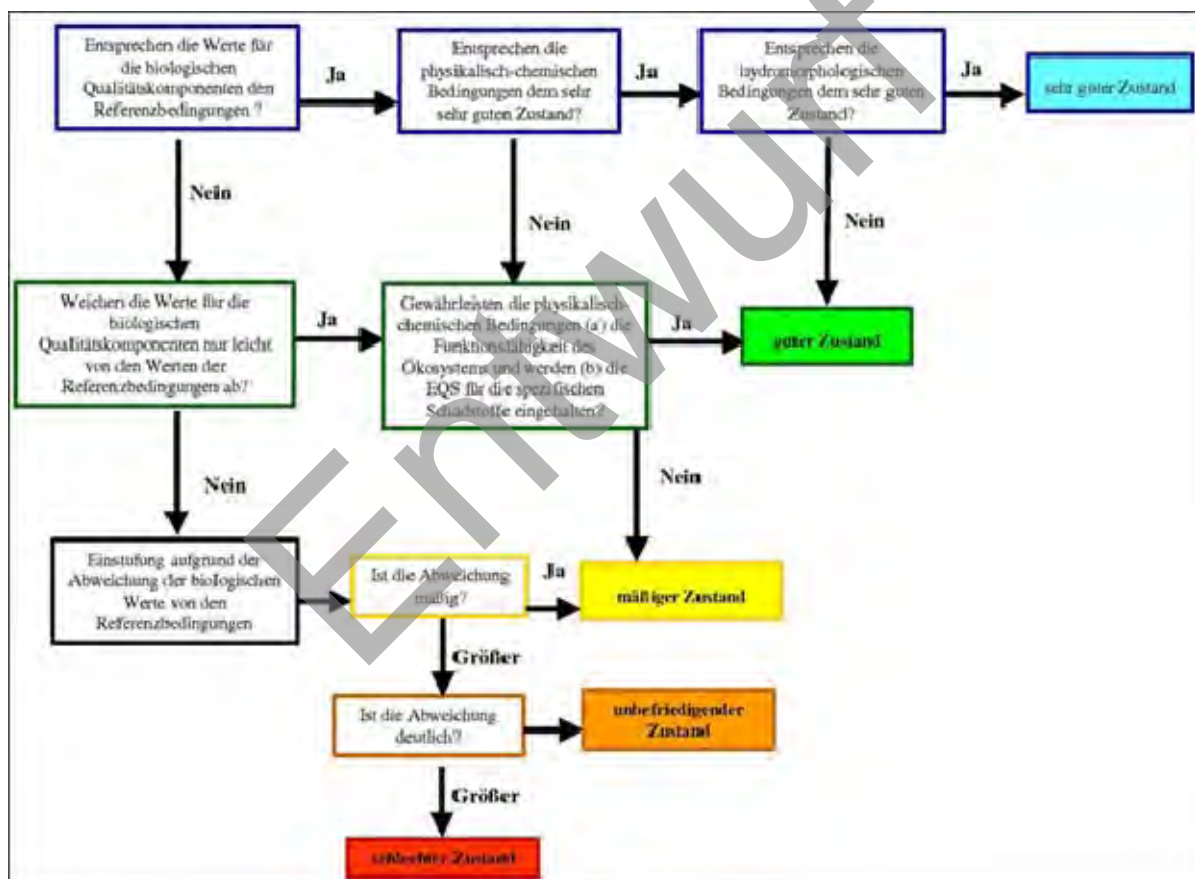 Entsprechen die Werte für
die biologischen
Qualitätskomponenten den
Referenzbedingungen ?
Ja
Entsprechen die
physikalisch-chemischen
Bedingungen dem sehr
sehr guten Zustand?
Ja
Entsprechen die
hydromorphologischen
Bedingungen dem sehr guten
Zustand?
Ja
sehr guter Zustand
Nein
Nein
Nein
Weichen die Werte für die
biologischen
Qualitätskomponenten nur leicht
von den Werten der
Referenzbedingungen ab?
Ja
Gewährleisten die physikalisch-
chemischen Bedingungen (a) die
Funktionsfähigkeit des
Ökosystems und werden (b) die
EQS für die spezifischen
Schadstoffe eingehalten?
Ja
guter Zustand
Nein
Nein
Einstufung aufgrund der
Abweichung der biologischen
Werte von den
Referenzbedingungen
Ist die Abweichung
mäßig?
Ja
mäßiger Zustand
Größer
Ist die Abweichung
deutlich?
unbefriedigender
Zustand
Größer
schlechter Zustand
Entwurf